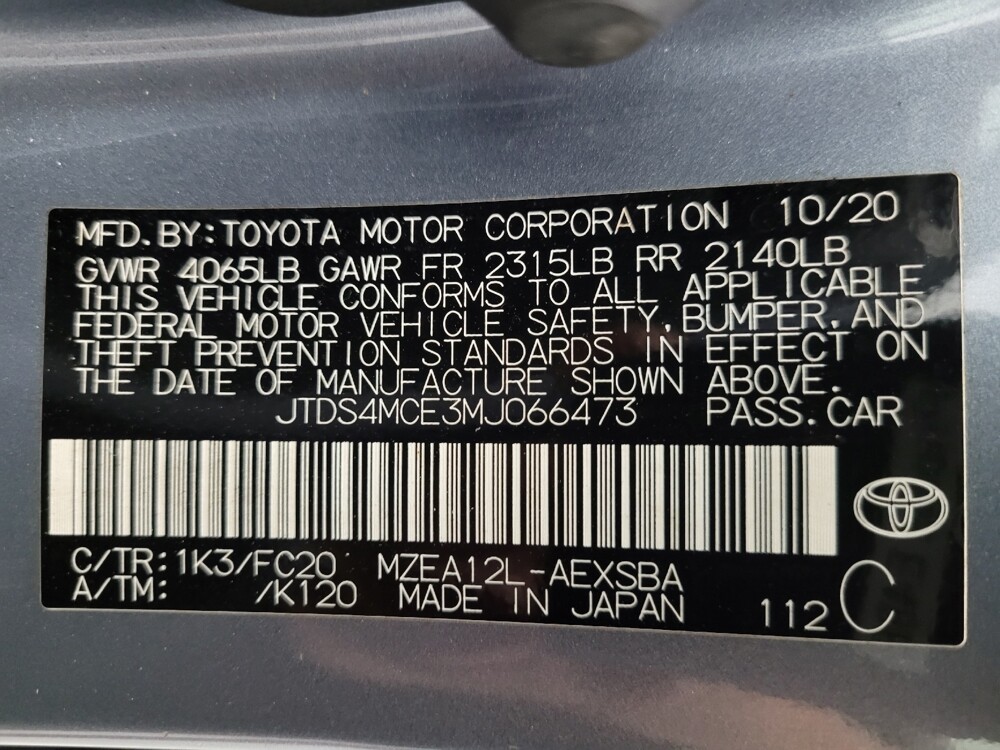 MFD.BY:TOYOTA MOTOR CORPORATION 10/20
GVWR 4065LB GAWR FR 2315LB RR 2140LB
THIS VEHICLE CONFORMS TO ALL APPLICABLE
FEDERAL MOTOR VEHICLE SAFETY,BUMPER,AND
THEFT PREVENTION STANDARDS IN EFFECT ON
THE DATE OF MANUFACTURE SHOWN ABOVE.
JTDS4MCE3MJ066473 PASS.CAR
C/TR:1K3/FC20 MZEA12L-AEXSBA
A/TM: /K120 MADE IN JAPAN 112 C